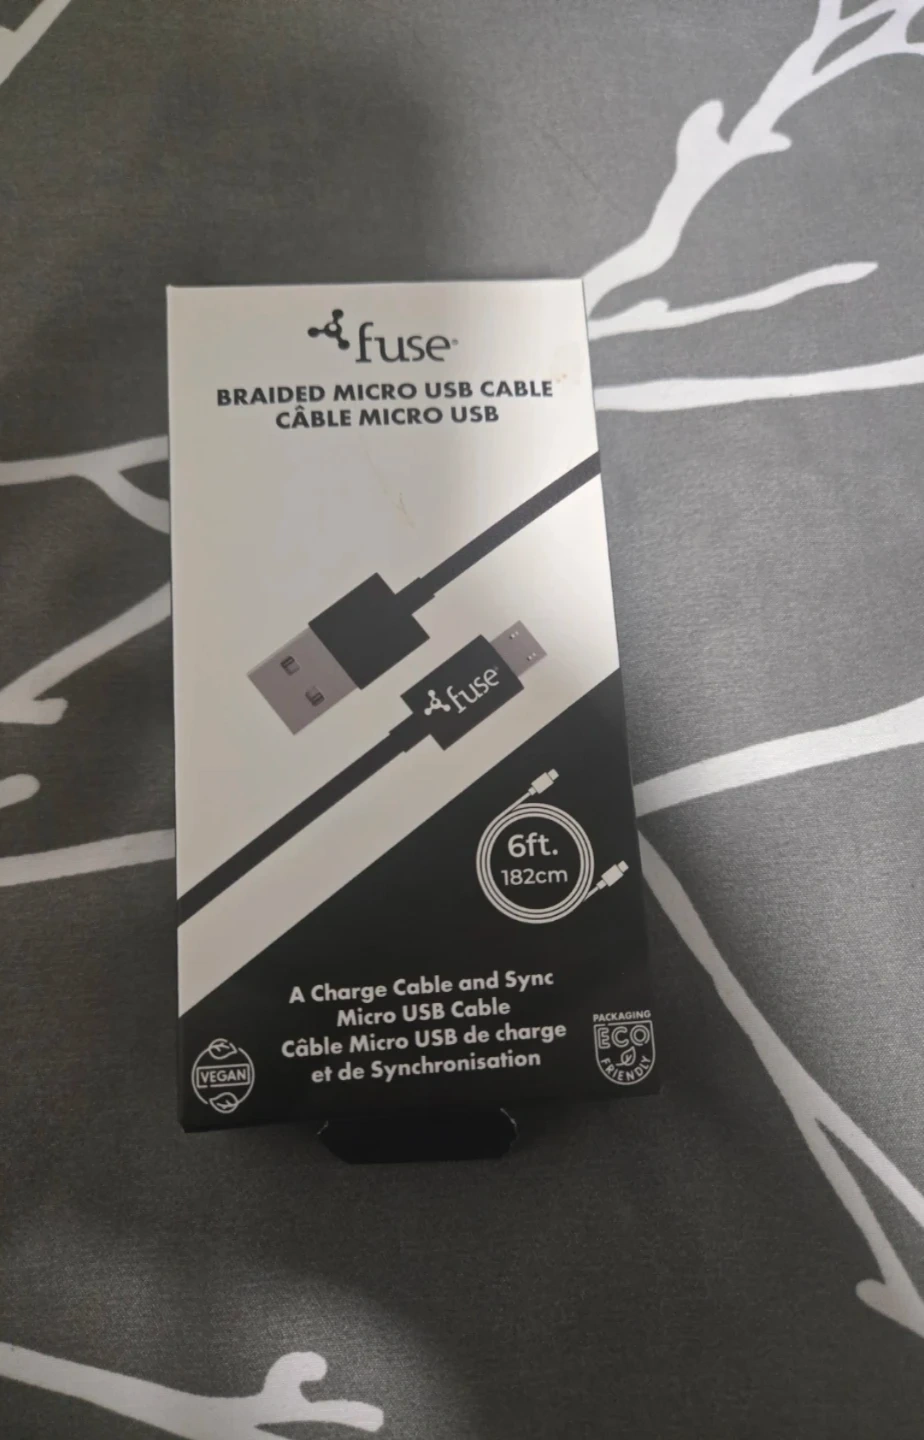 fuse
BRAIDED MICRO USB CABLE
CÂBLE MICRO USB
fuse
6ft.
182cm
A Charge Cable and Sync
Micro USB Cable
Câble Micro USB de charge
et de Synchronisation
VEGAN
PACKAGING
ECO
FRIENDLY